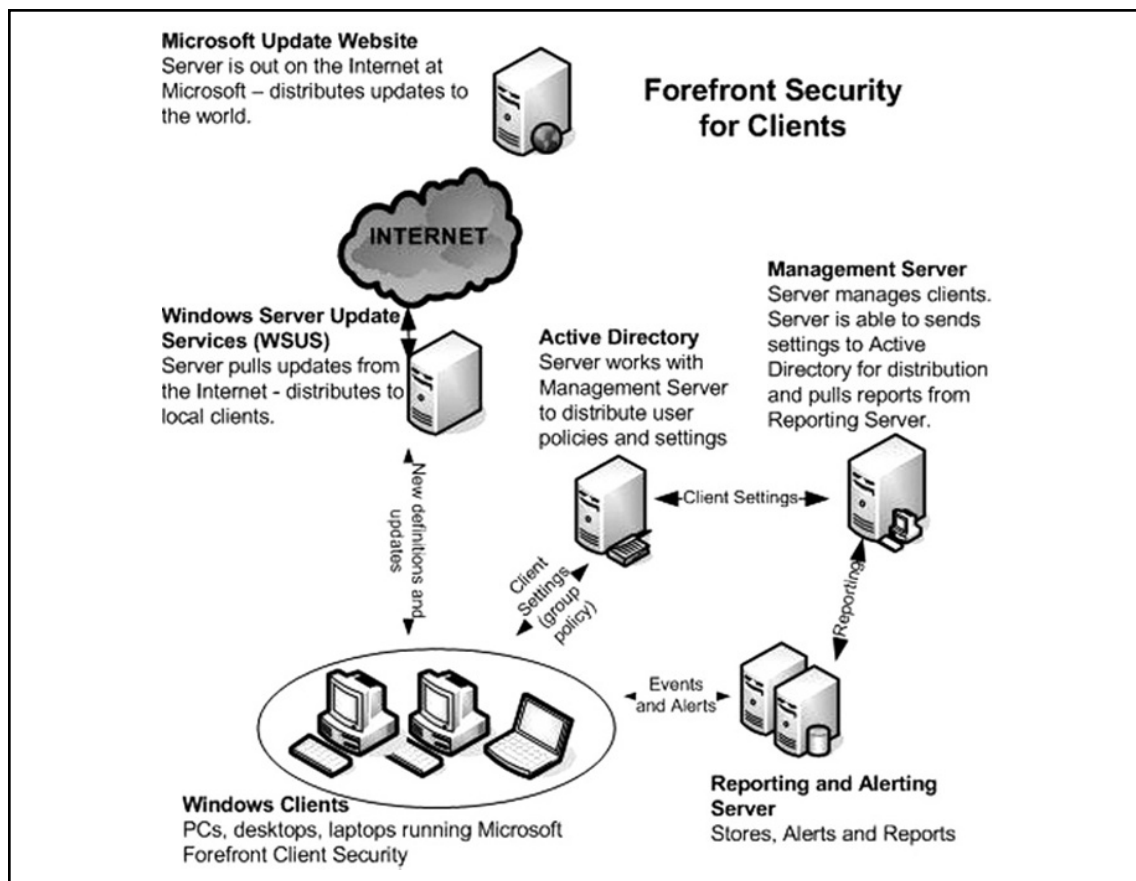 Microsoft Update Website
Server is out on the Internet at
Microsoft – distributes updates to
the world.
Forefront Security
for Clients
INTERNET
Windows Server Update
Services (WSUS)
Server pulls updates from
the Internet - distributes to
local clients.
Active Directory
Server works with
Management Server
to distribute user
policies and settings
Management Server
Server manages clients.
Server is able to sends
settings to Active
Directory for distribution
and pulls reports from
Reporting Server.
New definitions and
updates
Client Settings
Client
Settings
(group
policy)
Reporting
Events
and Alerts
Windows Clients
PCs, desktops, laptops running Microsoft
Forefront Client Security
Reporting and Alerting
Server
Stores, Alerts and Reports